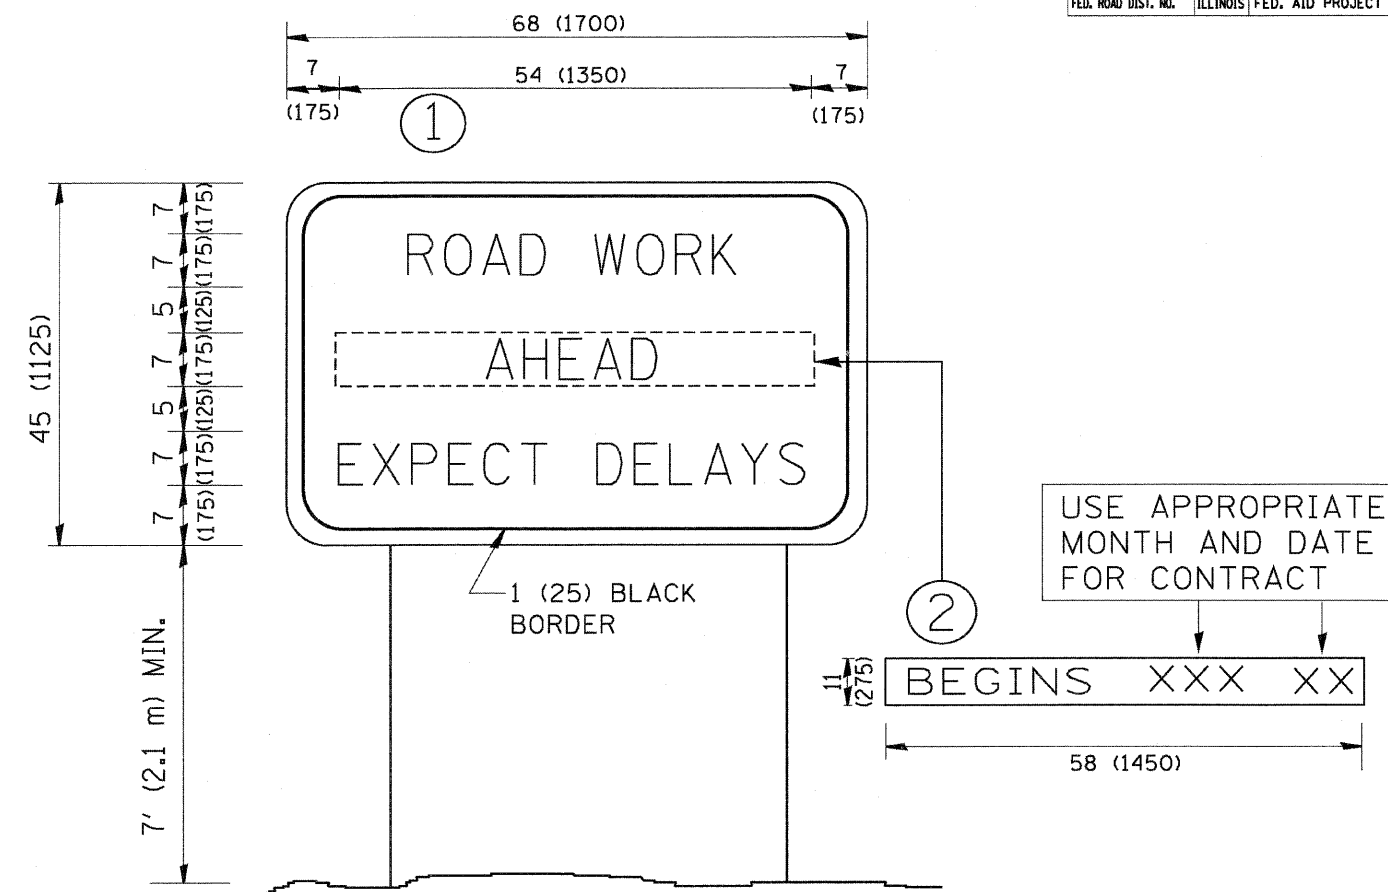 FED. ROAD DIST. NO. ILLINOIS FED. AID PROJECT
68 (1700)
7 54 (1350) 7
(175) (175)
1
7 (175)
7 (175)
5 (125)
7 (175)
5 (125)
7 (175)
7 (175)
45 (1125)
ROAD WORK
AHEAD
EXPECT DELAYS
1 (25) BLACK
BORDER
7' (2.1 m) MIN.
USE APPROPRIATE
MONTH AND DATE
FOR CONTRACT
2
11
(275)
BEGINS XXX XX
58 (1450)